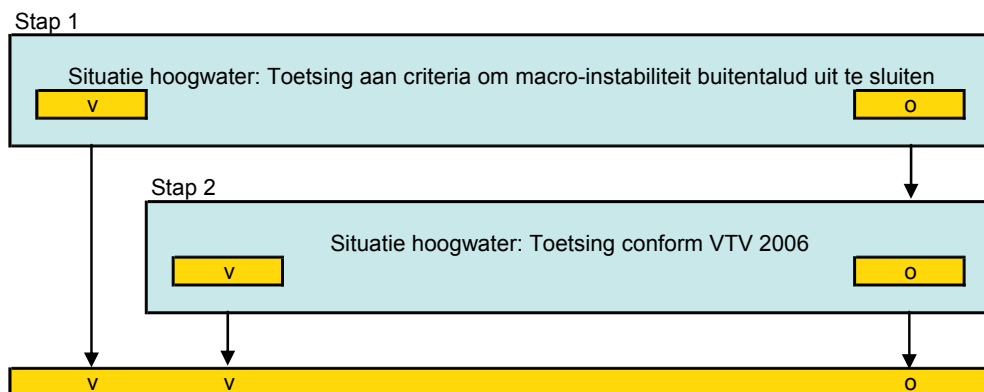 Stap 1
Situatie hoogwater: Toetsing aan criteria om macro-instabiliteit buitentalud uit te sluiten
v o
Stap 2
Situatie hoogwater: Toetsing conform VTV 2006
v o
v v o